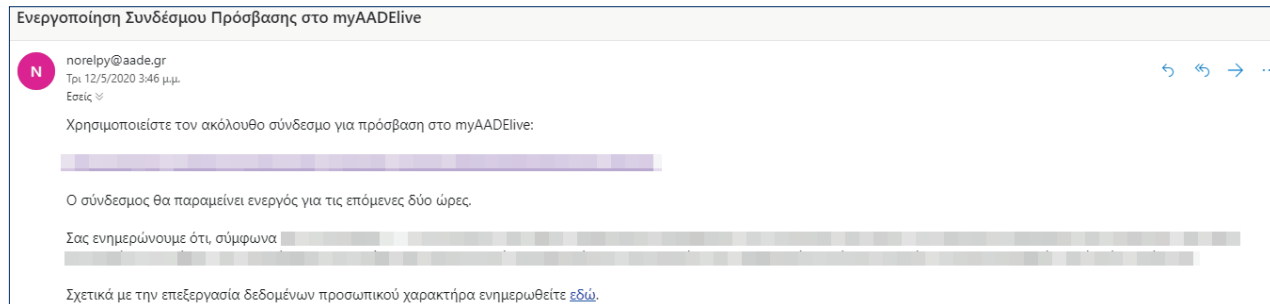 Ενεργοποίηση Συνδέσμου Πρόσβασης στο myAADElive
N
norelpy@aade.gr
Τρι 12/5/2020 3:46 μ.μ.
Εσείς
Χρησιμοποιείστε τον ακόλουθο σύνδεσμο για πρόσβαση στο myAADElive:
Ο σύνδεσμος θα παραμείνει ενεργός για τις επόμενες δύο ώρες.
Σας ενημερώνουμε ότι, σύμφωνα
Σχετικά με την επεξεργασία δεδομένων προσωπικού χαρακτήρα ενημερωθείτε εδώ.